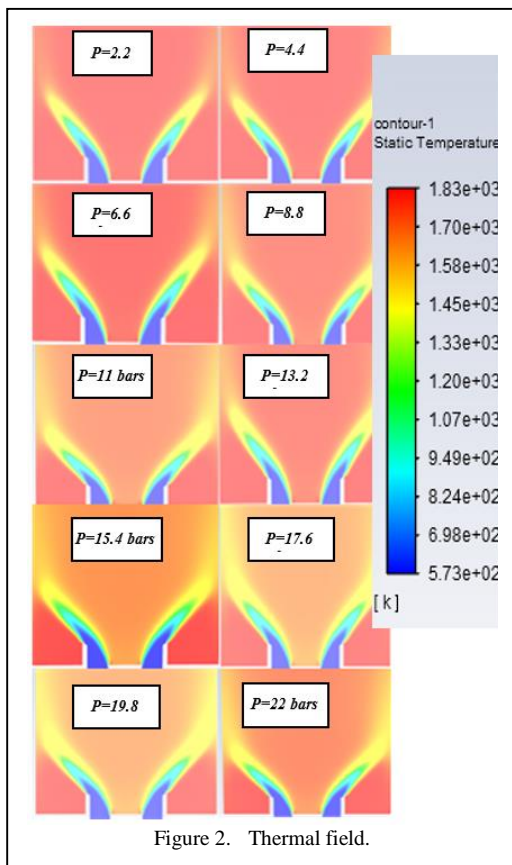 P=2.2
P=4.4
contour-1
Static Temperature
P=6.6
P=8.8
1.83e+03
1.70e+03
1.58e+03
1.45e+03
1.33e+03
1.20e+03
1.07e+03
9.49e+02
8.24e+02
6.98e+02
5.73e+02
[ k ]
P=11 bars
P=13.2
P=15.4 bars
P=17.6
P=19.8
P=22 bars
Figure 2. Thermal field.